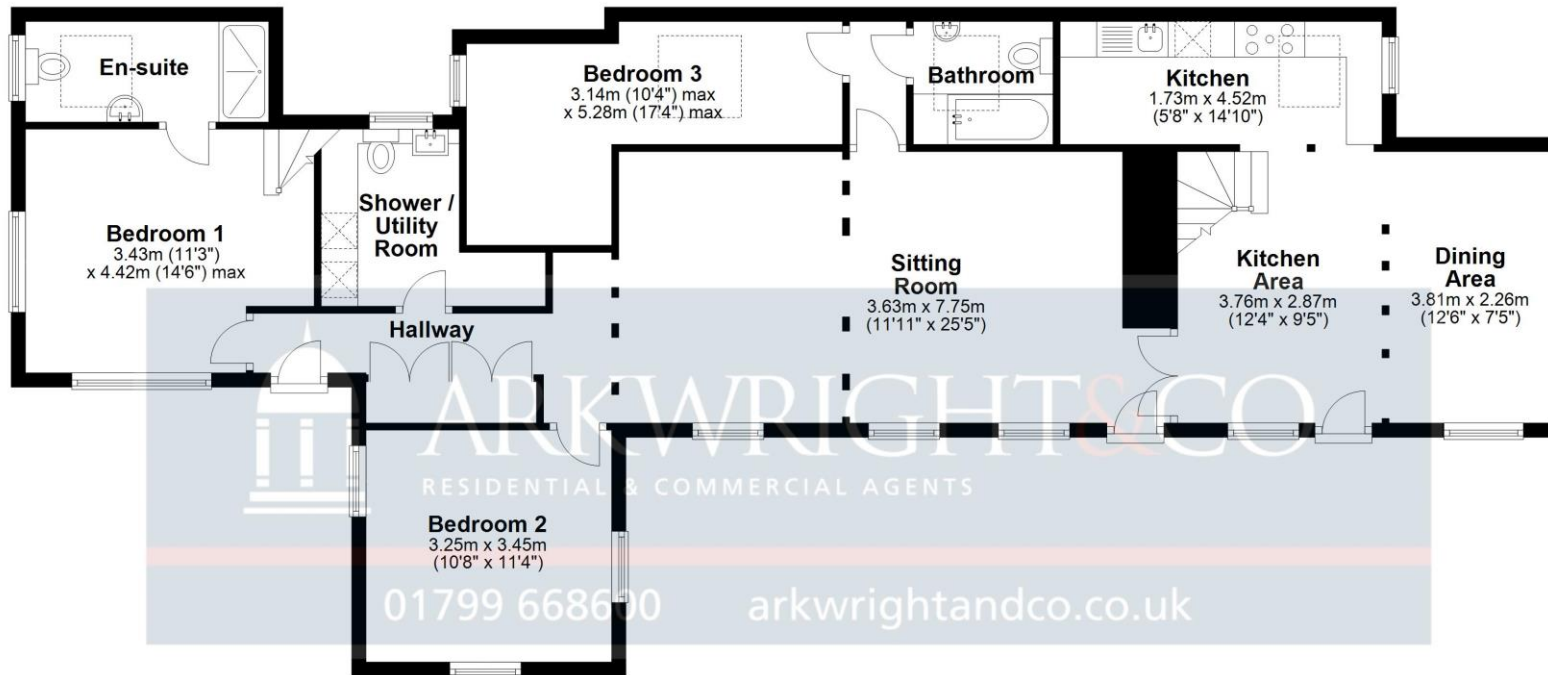 En-suite
Bedroom 3
3.14m (10'4") max
x 5.28m (17'4") max
Bathroom
Kitchen
1.73m x 4.52m
(5'8" x 14'10")
Bedroom 1
3.43m (11'3")
x 4.42m (14'6") max
Shower /
Utility
Room
Sitting
Room
3.63m x 7.75m
(11'11" x 25'5")
Kitchen
Area
3.76m x 2.87m
(12'4" x 9'5")
Dining
Area
3.81m x 2.26m
(12'6" x 7'5")
Hallway
ARKWRIGHT&CO
RESIDENTIAL & COMMERCIAL AGENTS
Bedroom 2
3.25m x 3.45m
(10'8" x 11'4")
01799 668600
arkwrightandco.co.uk